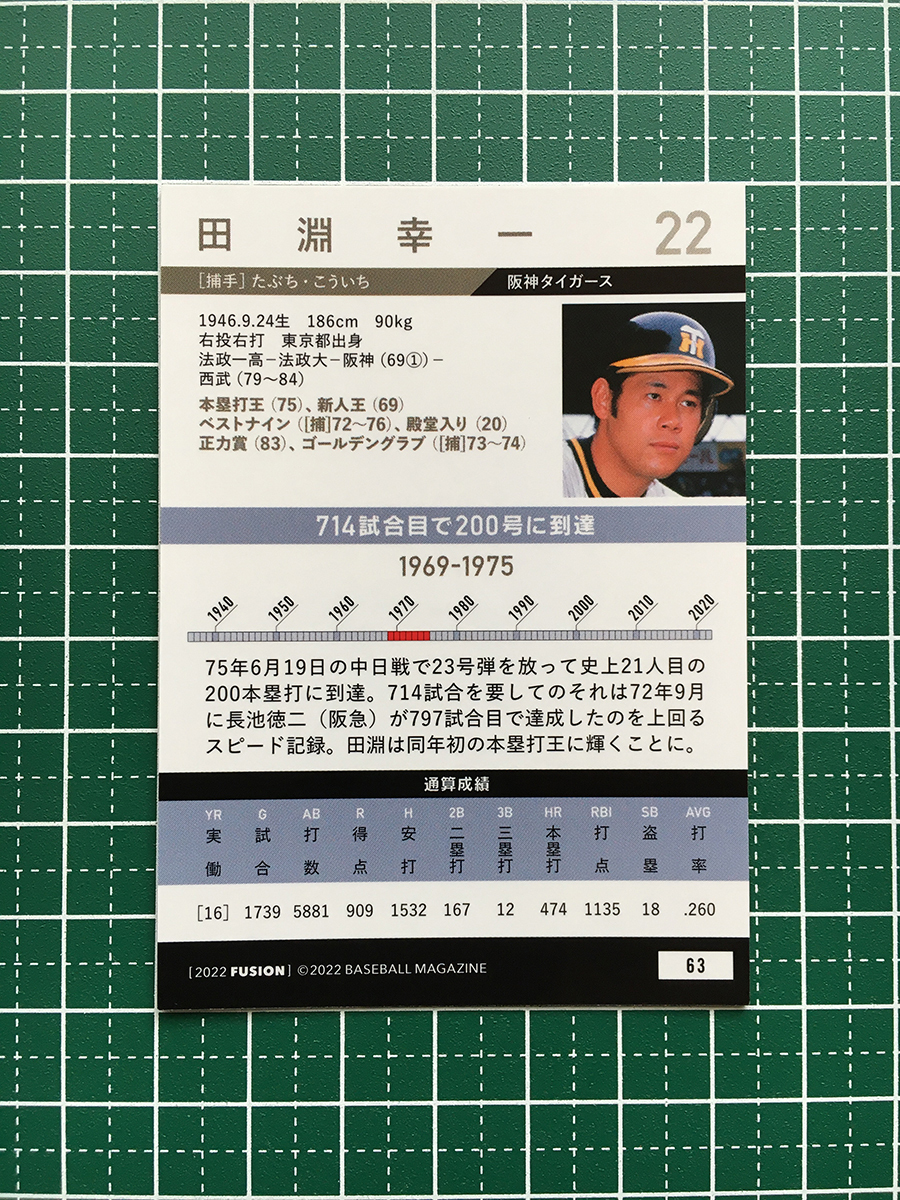 田淵幸一 22
[捕手] たぶち・こういち 阪神タイガース
1946.9.24生 186cm 90kg
右投右打 東京都出身
法政一高－法政大－阪神（69①）－
西武（79〜84）
本塁打王（75）、新人王（69）
ベストナイン（[捕]72〜76）、殿堂入り（20）
正力賞（83）、ゴールデングラブ（[捕]73〜74）
714試合目で200号に到達
1969-1975
1940 1950 1960 1970 1980 1990 2000 2010 2020
75年6月19日の中日戦で23号弾を放って史上21人目の
200本塁打に到達。714試合を要してのそれは72年9月
に長池徳二（阪急）が797試合目で達成したのを上回る
スピード記録。田淵は同年初の本塁打王に輝くことに。
通算成績
YR G AB R H 2B 3B HR RBI SB AVG
実働 試合 打数 得点 安打 二塁打 三塁打 本塁打 打点 盗塁 打率
[16] 1739 5881 909 1532 167 12 474 1135 18 .260
[2022 FUSION] ©2022 BASEBALL MAGAZINE 63